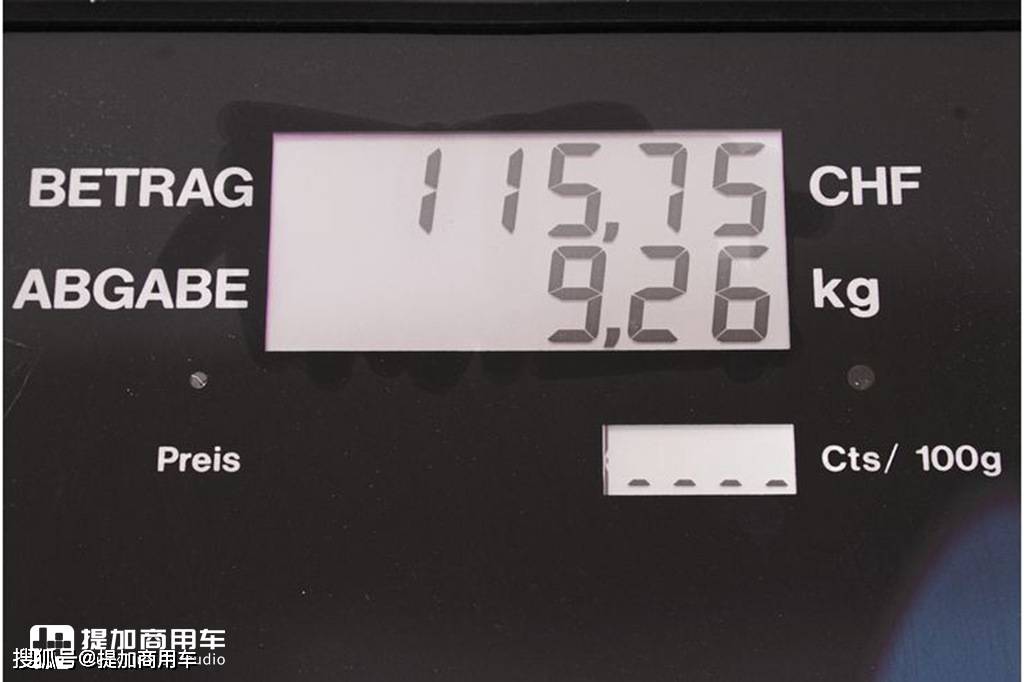 BETRAG 115,75 CHF
ABGABE 9,26 kg
Preis _ _ _ _ Cts/ 100g
提加商用车
搜狐号@提加商用车